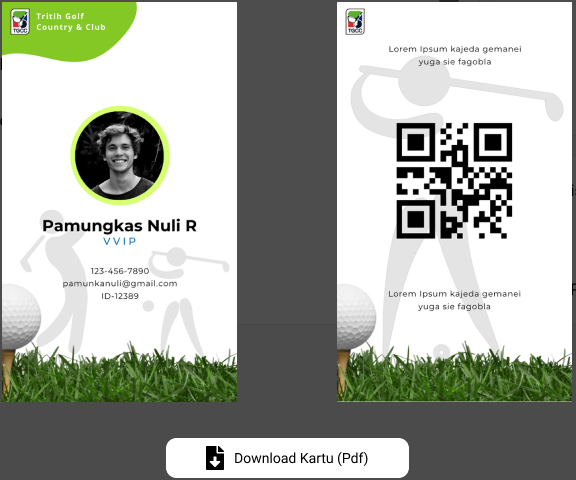 TGCC
Tritih Golf
Country & Club
Pamungkas Nuli R
VVIP
123-456-7890
pamunkanuli@gmail.com
ID-12389
TGCC
Lorem Ipsum kajeda gemanei
yuga sie fagobla
Lorem Ipsum kajeda gemanei
yuga sie fagobla
Download Kartu (Pdf)